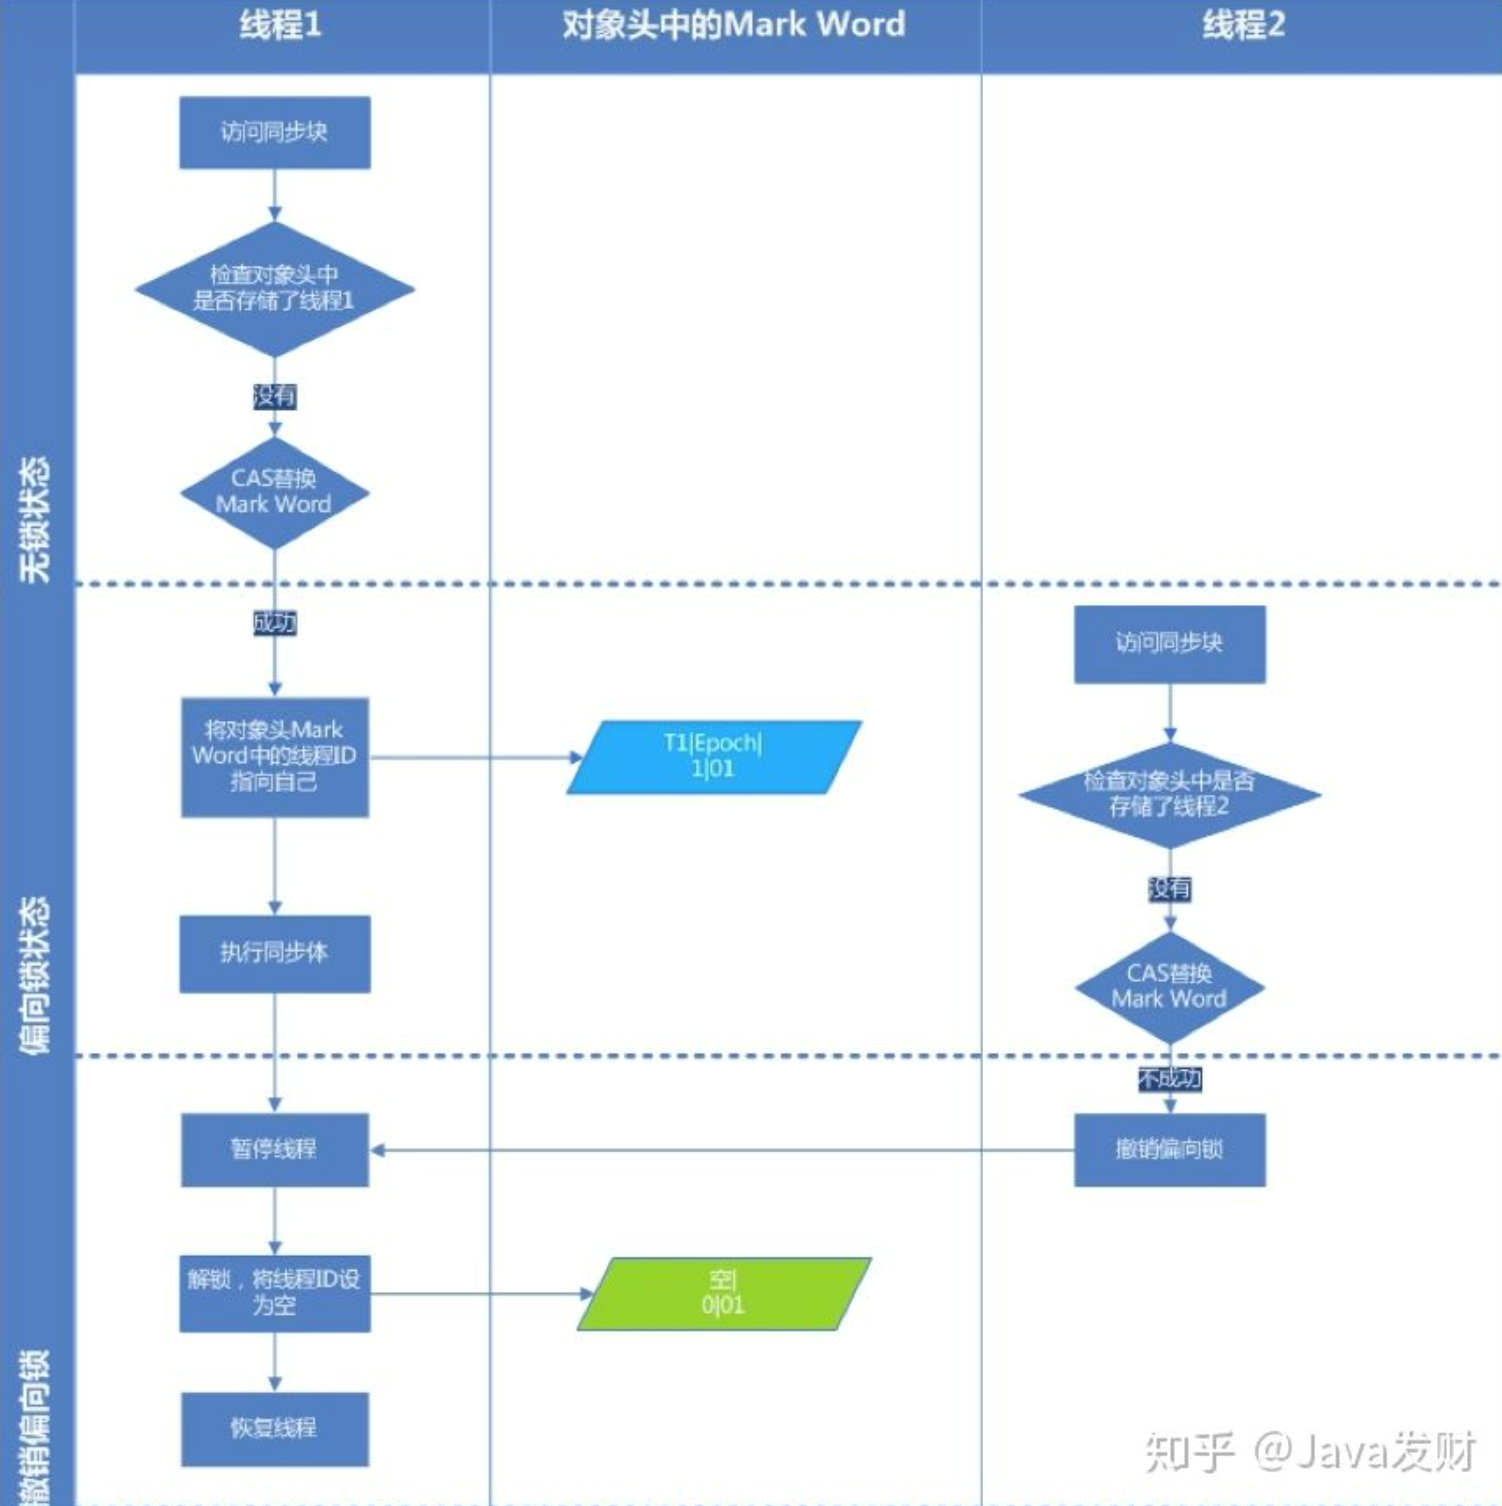 线程1
对象头中的Mark Word
线程2
无锁状态
访问同步块
检查对象头中
是否存储了线程1
没有
CAS替换
Mark Word
偏向锁状态
成功
将对象头Mark
Word中的线程ID
指向自己
T1|Epoch|
1|01
执行同步体
访问同步块
检查对象头中是否
存储了线程2
没有
CAS替换
Mark Word
撤销偏向锁
不成功
撤销偏向锁
暂停线程
解锁，将线程ID设
为空
空|
0|01
恢复线程
知乎 @Java发财